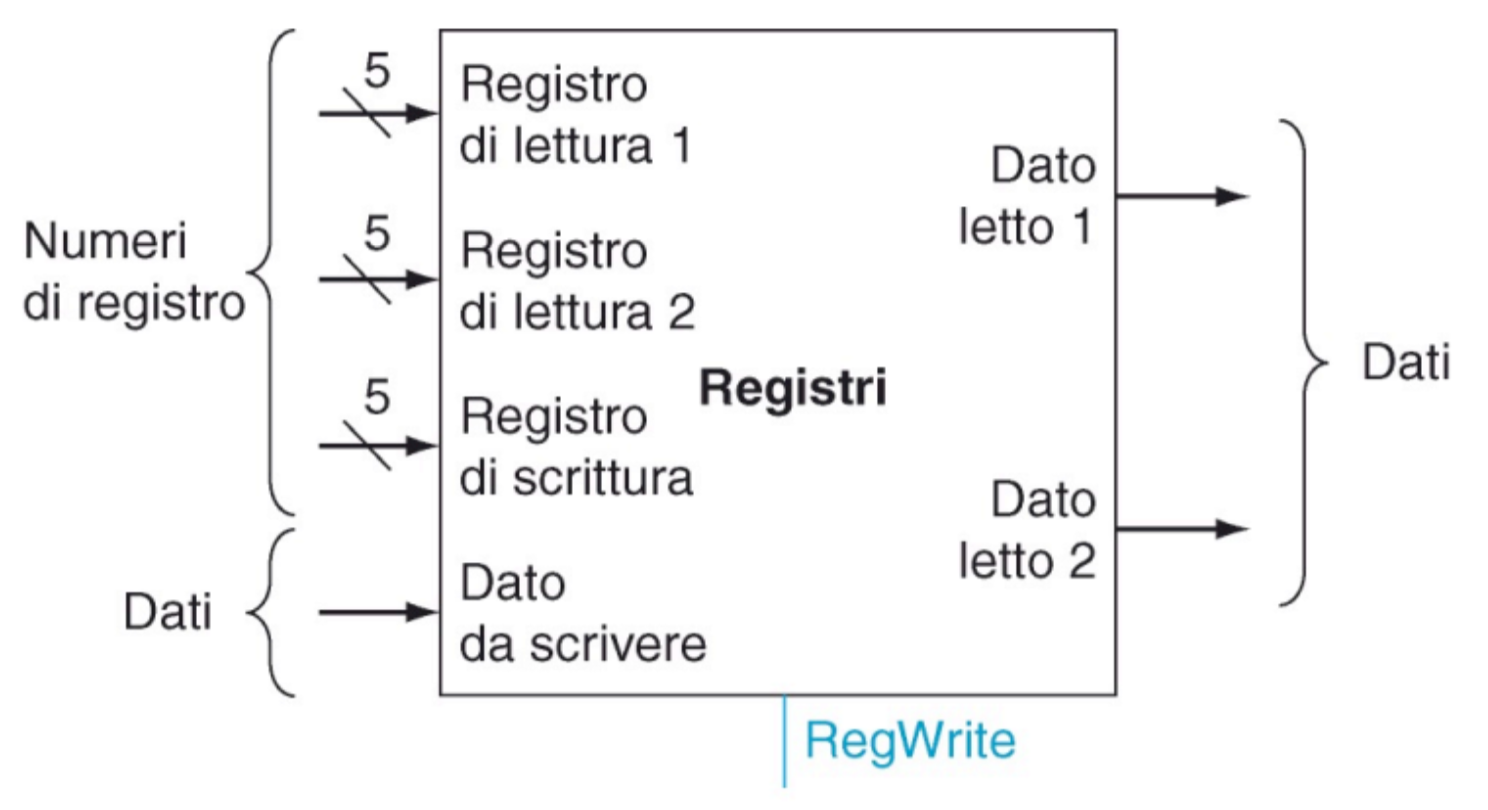 Numeri
di registro
Dati
5
Registro
di lettura 1
5
Registro
di lettura 2
5
Registro
di scrittura
Dato
da scrivere
Registri
Dato
letto 1
Dato
letto 2
Dati
RegWrite